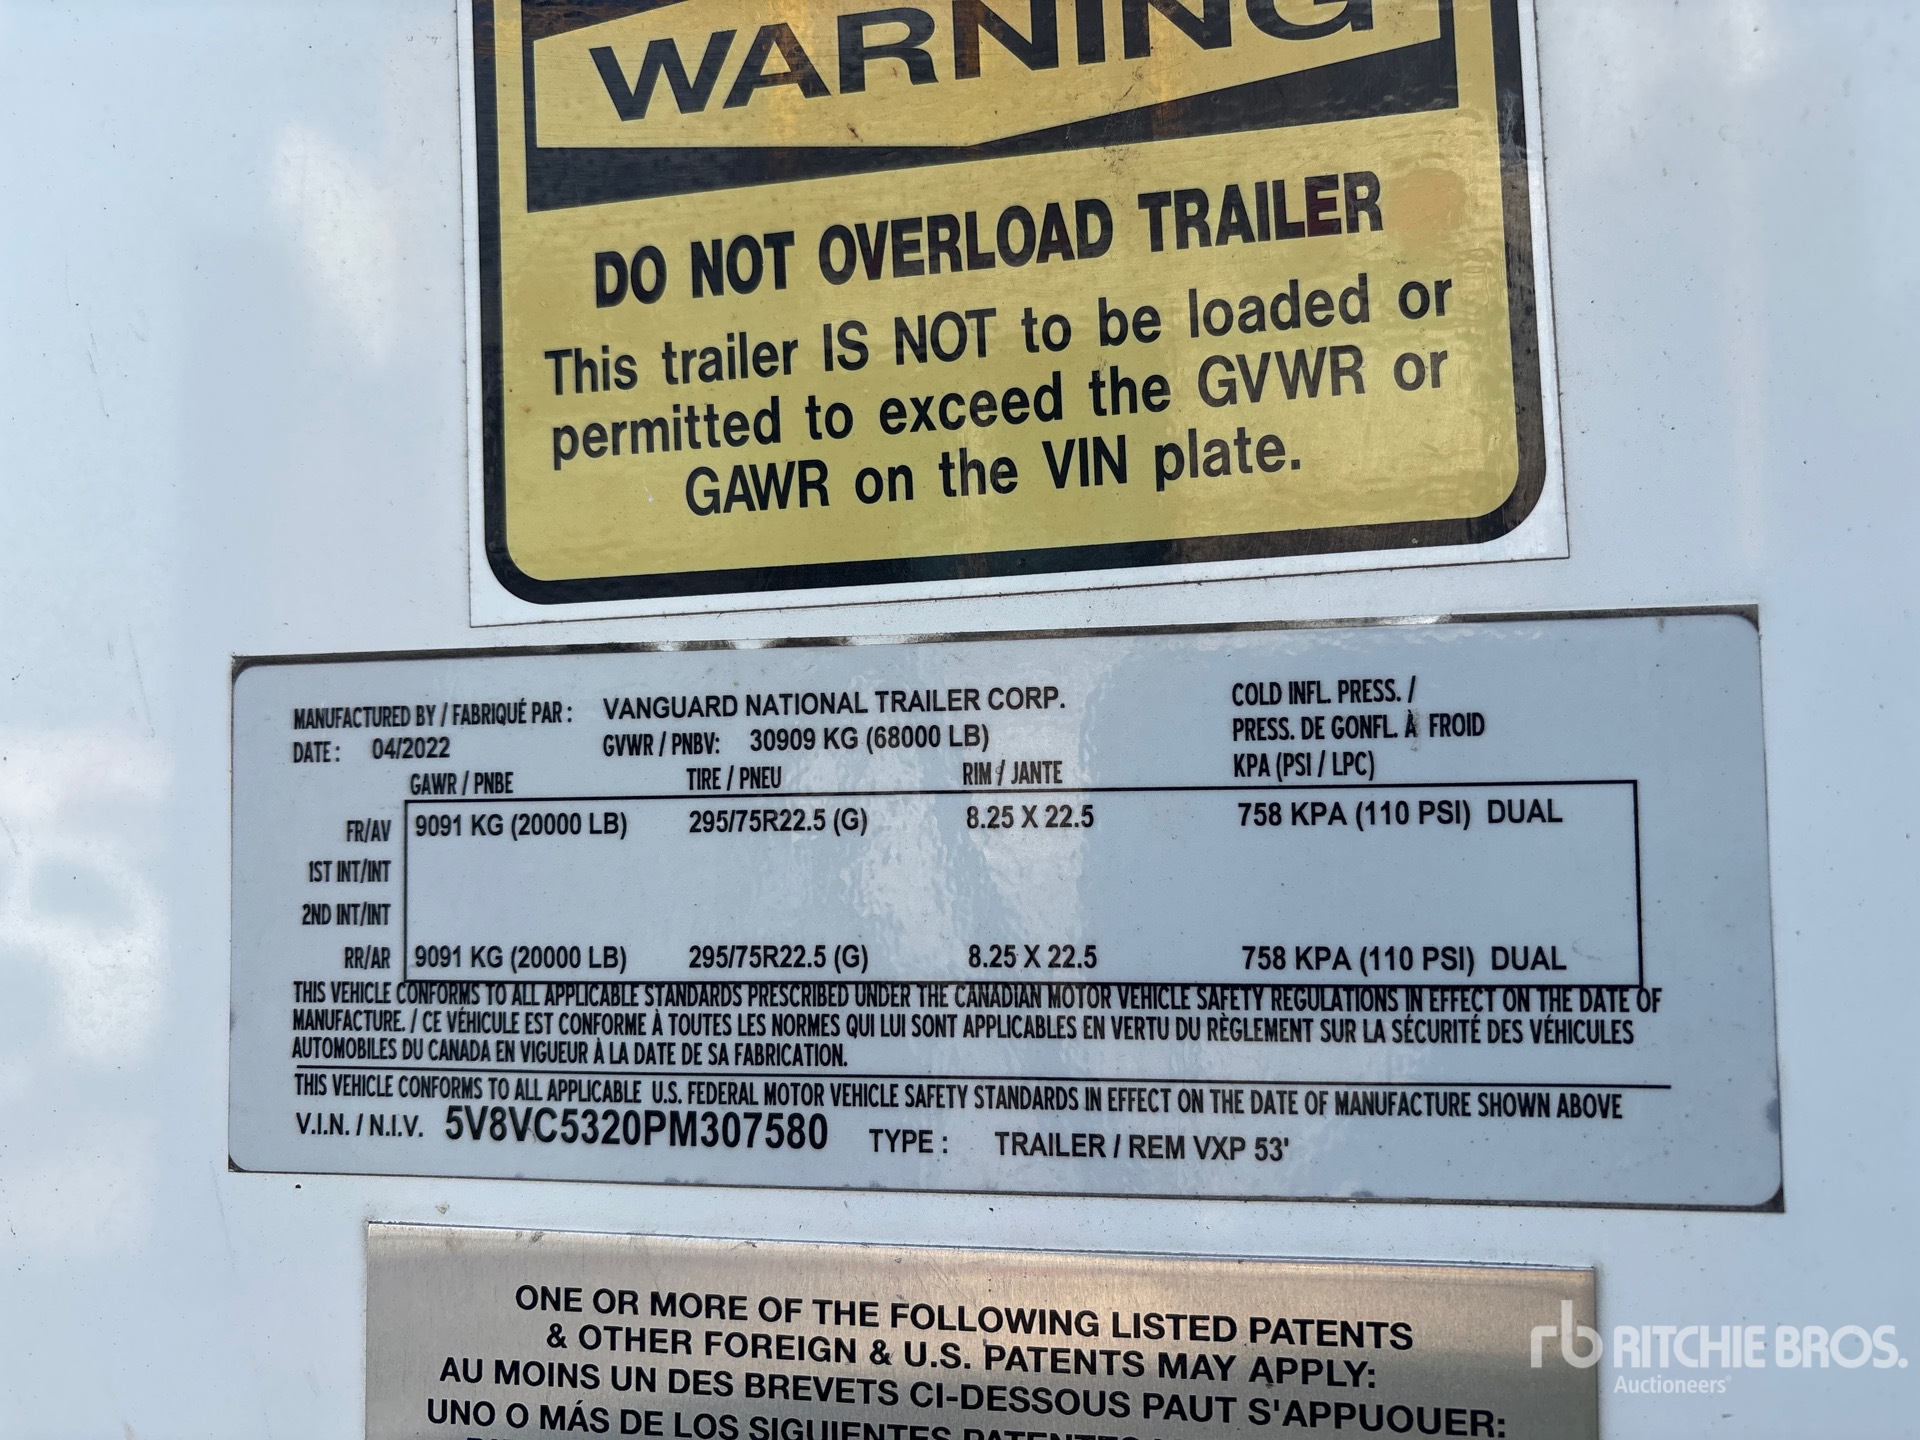 WARNING
DO NOT OVERLOAD TRAILER
This trailer IS NOT to be loaded or
permitted to exceed the GVWR or
GAWR on the VIN plate.
MANUFACTURED BY / FABRIQUÉ PAR : VANGUARD NATIONAL TRAILER CORP. COLD INFL. PRESS. /
DATE : 04/2022 GVWR / PNBV: 30909 KG (68000 LB) PRESS. DE GONFL. À FROID
GAWR / PNBE TIRE / PNEU RIM / JANTE KPA (PSI / LPC)
FR/AV 9091 KG (20000 LB) 295/75R22.5 (G) 8.25 X 22.5 758 KPA (110 PSI) DUAL
1ST INT/INT
2ND INT/INT
RR/AR 9091 KG (20000 LB) 295/75R22.5 (G) 8.25 X 22.5 758 KPA (110 PSI) DUAL
THIS VEHICLE CONFORMS TO ALL APPLICABLE STANDARDS PRESCRIBED UNDER THE CANADIAN MOTOR VEHICLE SAFETY REGULATIONS IN EFFECT ON THE DATE OF
MANUFACTURE. / CE VÉHICULE EST CONFORME À TOUTES LES NORMES QUI LUI SONT APPLICABLES EN VERTU DU RÈGLEMENT SUR LA SÉCURITÉ DES VÉHICULES
AUTOMOBILES DU CANADA EN VIGUEUR À LA DATE DE SA FABRICATION.
THIS VEHICLE CONFORMS TO ALL APPLICABLE U.S. FEDERAL MOTOR VEHICLE SAFETY STANDARDS IN EFFECT ON THE DATE OF MANUFACTURE SHOWN ABOVE
V.I.N. / N.I.V. 5V8VC5320PM307580 TYPE : TRAILER / REM VXP 53'
ONE OR MORE OF THE FOLLOWING LISTED PATENTS
& OTHER FOREIGN & U.S. PATENTS MAY APPLY:
AU MOINS UN DES BREVETS CI-DESSOUS PAUT S'APPUOUER:
UNO O MÁS DE LOS SIGUIENTES
rb RITCHIE BROS.
Auctioneers